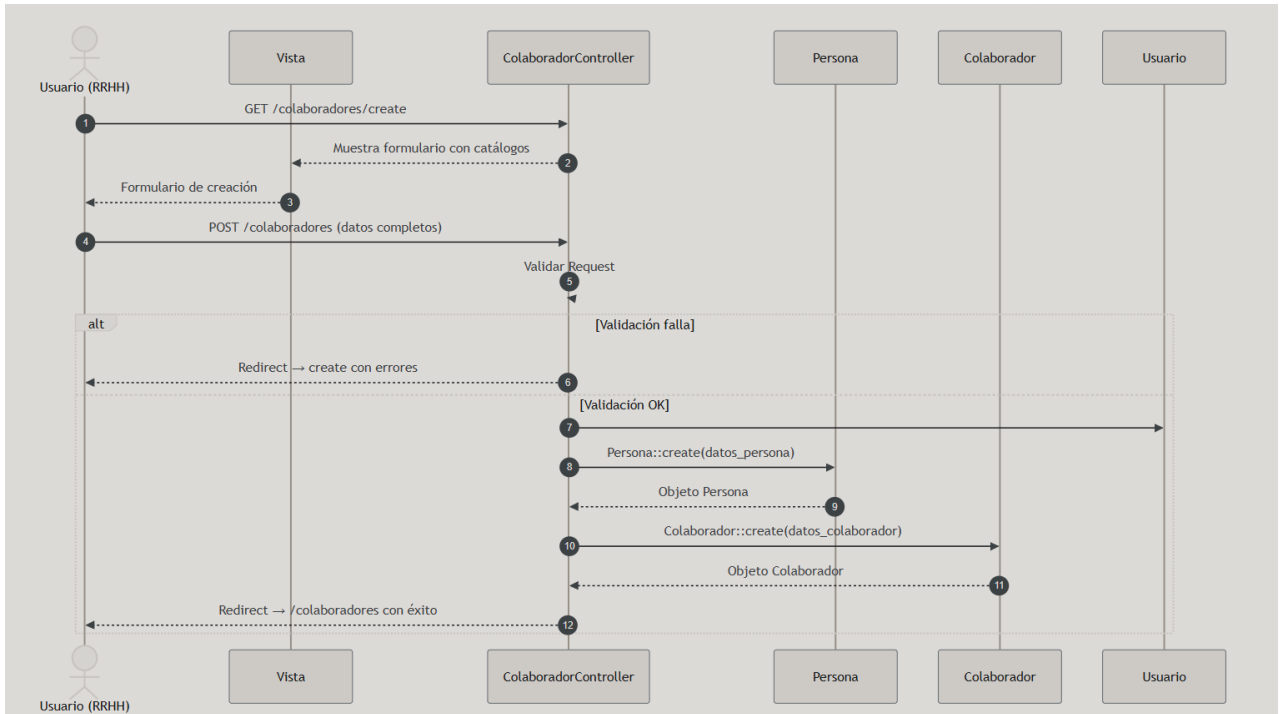 Usuario (RRHH)
Vista
ColaboradorController
Persona
Colaborador
Usuario
GET /colaboradores/create
1
Muestra formulario con catálogos
2
Formulario de creación
3
POST /colaboradores (datos completos)
4
Validar Request
5
alt
[Validación falla]
Redirect → create con errores
6
[Validación OK]
7
Persona::create(datos_persona)
8
Objeto Persona
9
Colaborador::create(datos_colaborador)
10
Objeto Colaborador
11
Redirect → /colaboradores con éxito
12
Vista
ColaboradorController
Persona
Colaborador
Usuario
Usuario (RRHH)